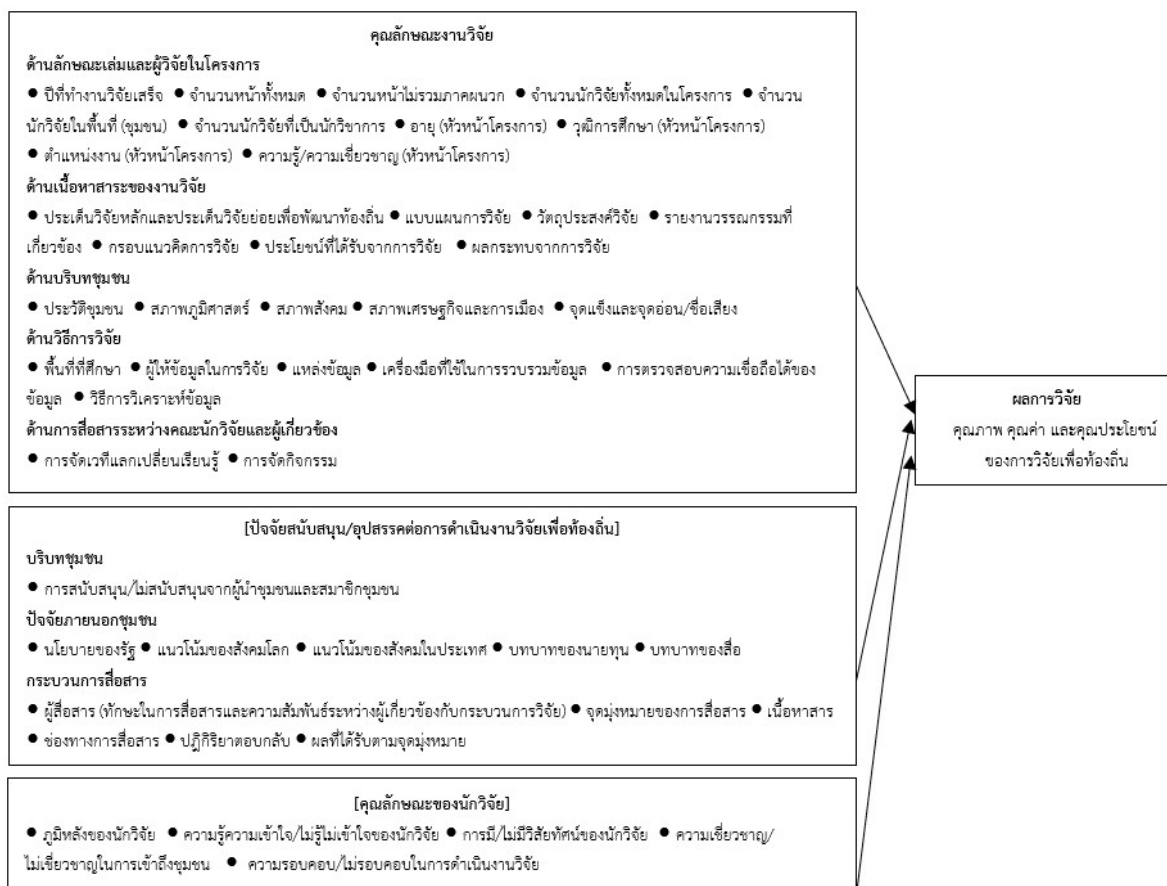 คุณลักษณะงานวิจัย
ด้านลักษณะเล่มและผู้วิจัยในโครงการ
● ปีที่ทำงานวิจัยเสร็จ ● จำนวนหน้าทั้งหมด ● จำนวนหน้าไม่รวมภาคผนวก ● จำนวนนักวิจัยทั้งหมดในโครงการ ● จำนวน
นักวิจัยในพื้นที่ (ชุมชน) ● จำนวนนักวิจัยที่เป็นนักวิชาการ ● อายุ (หัวหน้าโครงการ) ● วุฒิการศึกษา (หัวหน้าโครงการ)
● ตำแหน่งงาน (หัวหน้าโครงการ) ● ความรู้/ความเชี่ยวชาญ (หัวหน้าโครงการ)
ด้านเนื้อหาสาระของงานวิจัย
● ประเด็นวิจัยหลักและประเด็นวิจัยย่อยเพื่อพัฒนาท้องถิ่น ● แบบแผนการวิจัย ● วัตถุประสงค์วิจัย ● รายงานวรรณกรรมที่
เกี่ยวข้อง ● กรอบแนวคิดการวิจัย ● ประโยชน์ที่ได้รับจากการวิจัย ● ผลกระทบจากการวิจัย
ด้านบริบทชุมชน
● ประวัติชุมชน ● สภาพภูมิศาสตร์ ● สภาพสังคม ● สภาพเศรษฐกิจและการเมือง ● จุดแข็งและจุดอ่อน/ชื่อเสียง
ด้านวิธีการวิจัย
● พื้นที่ที่ศึกษา ● ผู้ให้ข้อมูลในการวิจัย ● แหล่งข้อมูล ● เครื่องมือที่ใช้ในการรวบรวมข้อมูล ● การตรวจสอบความเชื่อถือได้ของ
ข้อมูล ● วิธีการวิเคราะห์ข้อมูล
ด้านการสื่อสารระหว่างคณะนักวิจัยและผู้เกี่ยวข้อง
● การจัดเวทีแลกเปลี่ยนเรียนรู้ ● การจัดกิจกรรม
ผลการวิจัย
คุณภาพ คุณค่า และคุณประโยชน์
ของการวิจัยเพื่อท้องถิ่น
[ปัจจัยสนับสนุน/อุปสรรคต่อการดำเนินงานวิจัยเพื่อท้องถิ่น]
บริบทชุมชน
● การสนับสนุน/ไม่สนับสนุนจากผู้นำชุมชนและสมาชิกชุมชน
ปัจจัยภายนอกชุมชน
● นโยบายของรัฐ ● แนวโน้มของสังคมโลก ● แนวโน้มของสังคมในประเทศ ● บทบาทของนายทุน ● บทบาทของสื่อ
กระบวนการสื่อสาร
● ผู้สื่อสาร (ทักษะในการสื่อสารและความสัมพันธ์ระหว่างผู้เกี่ยวข้องกับกระบวนการวิจัย) ● จุดมุ่งหมายของการสื่อสาร ● เนื้อหาสาร
● ช่องทางการสื่อสาร ● ปฏิกิริยาตอบกลับ ● ผลที่ได้รับตามจุดมุ่งหมาย
[คุณลักษณะของนักวิจัย]
● ภูมิหลังของนักวิจัย ● ความรู้ความเข้าใจ/ไม่รู้ไม่เข้าใจของนักวิจัย ● การมี/ไม่มีวิสัยทัศน์ของนักวิจัย ● ความเชี่ยวชาญ/
ไม่เชี่ยวชาญในการเข้าถึงชุมชน ● ความรอบคอบ/ไม่รอบคอบในการดำเนินงานวิจัย